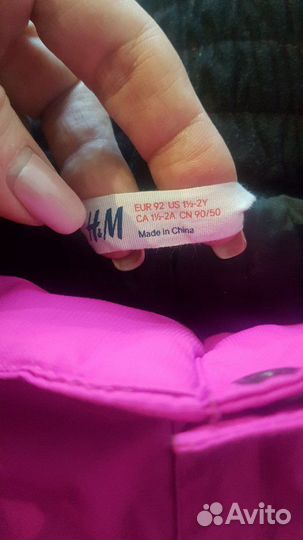 H&M
EUR 92 US 1½-2Y
CA 1½-2A CN 90/50
Made in China
Avito